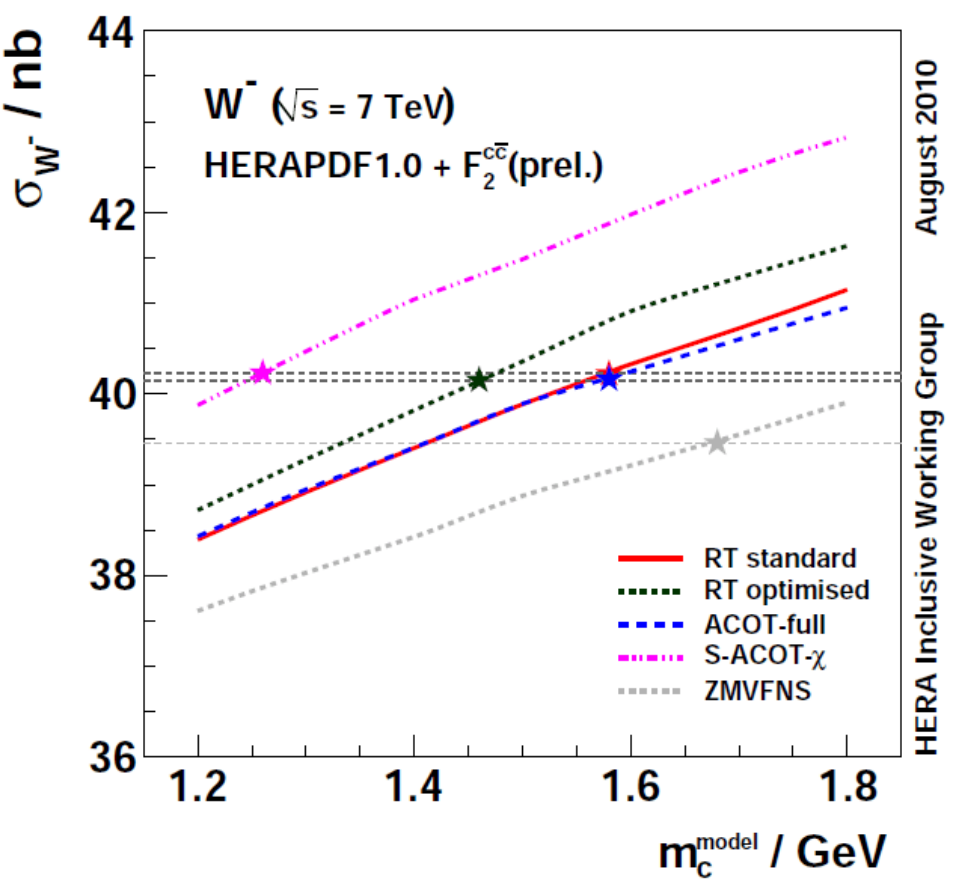 σ_W⁻ / nb
44
42
40
38
36
W⁻ (√s = 7 TeV)
HERAPDF1.0 + F₂^cc̄ (prel.)
RT standard
RT optimised
ACOT-full
S-ACOT-χ
ZMVFNS
1.2 1.4 1.6 1.8
m_c^model / GeV
HERA Inclusive Working Group August 2010